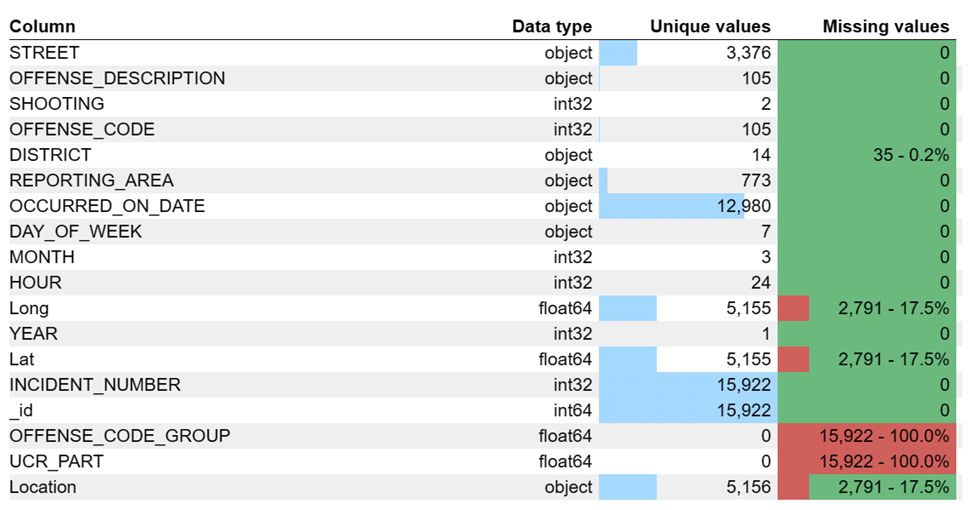 Column Data type Unique values Missing values
STREET object 3,376 0
OFFENSE_DESCRIPTION object 105 0
SHOOTING int32 2 0
OFFENSE_CODE int32 105 0
DISTRICT object 14 35 - 0.2%
REPORTING_AREA object 773 0
OCCURRED_ON_DATE object 12,980 0
DAY_OF_WEEK object 7 0
MONTH int32 3 0
HOUR int32 24 0
Long float64 5,155 2,791 - 17.5%
YEAR int32 1 0
Lat float64 5,155 2,791 - 17.5%
INCIDENT_NUMBER int32 15,922 0
_id int64 15,922 0
OFFENSE_CODE_GROUP float64 0 15,922 - 100.0%
UCR_PART float64 0 15,922 - 100.0%
Location object 5,156 2,791 - 17.5%